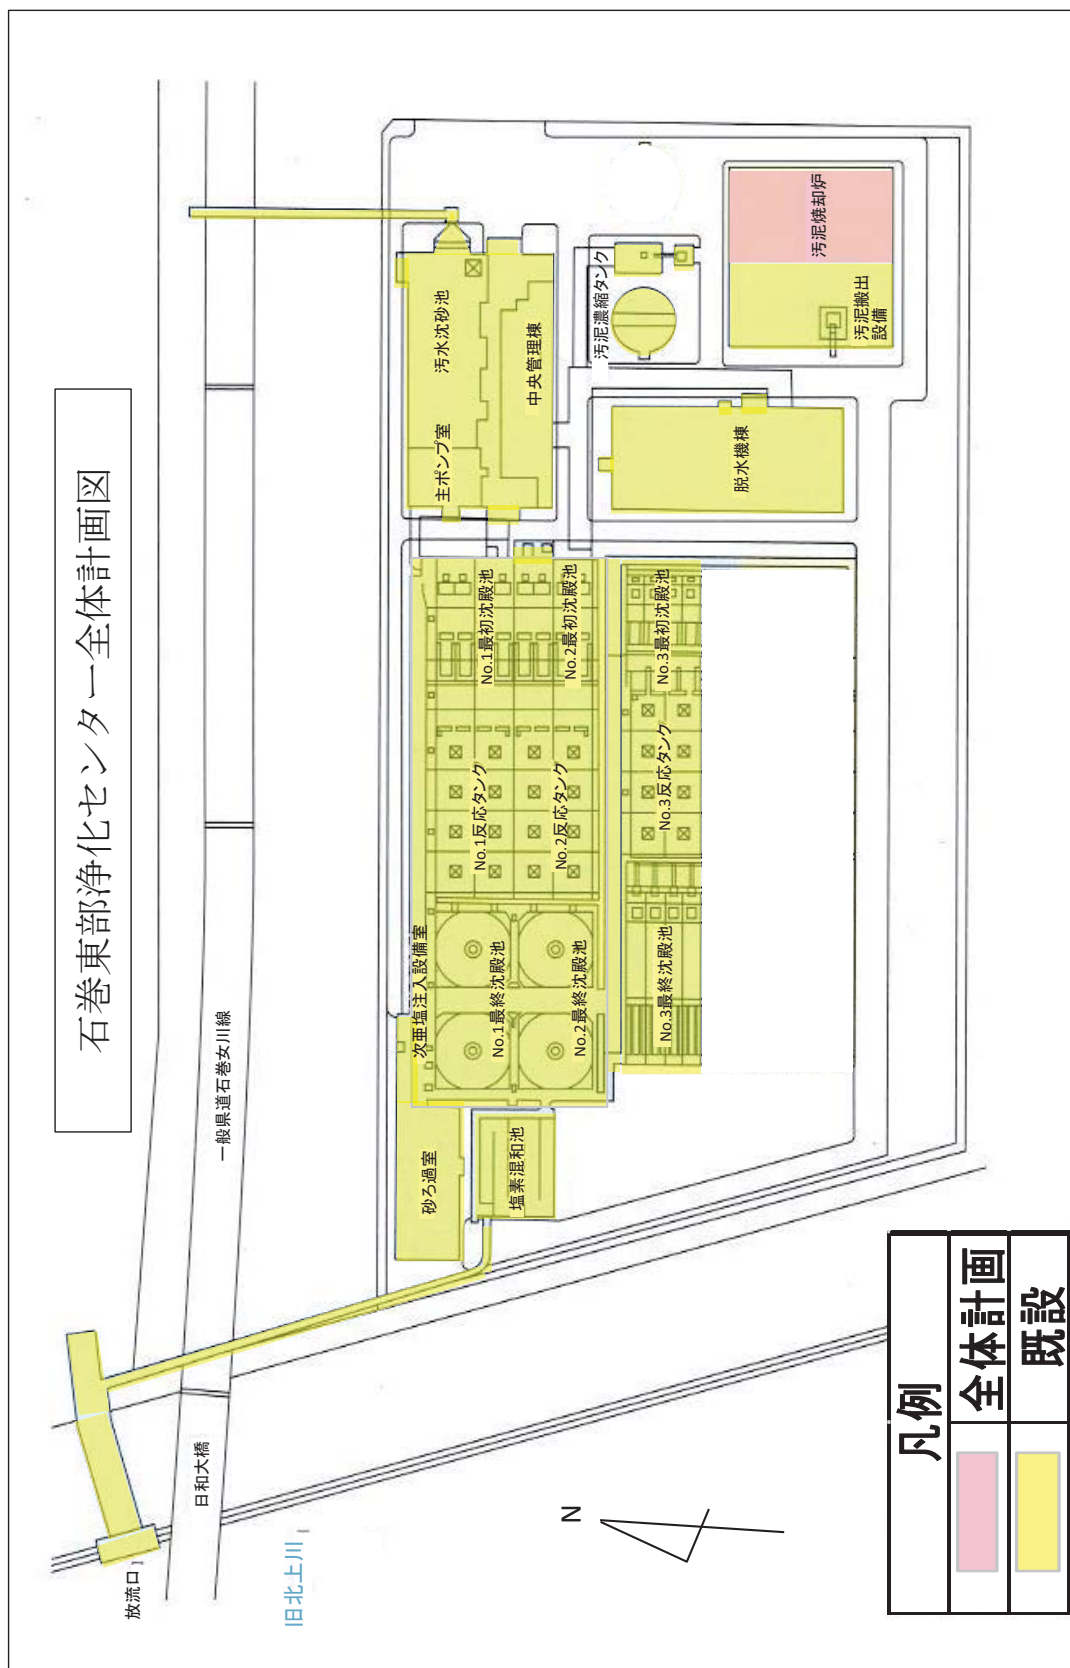 石巻東部浄化センター全体計画図
一般県道石巻女川線
日和大橋
放流口
旧北上川
砂ろ過室
塩素混和池
次亜塩注入設備室
No.1最終沈殿池
No.2最終沈殿池
No.3最終沈殿池
No.1反応タンク
No.2反応タンク
No.3反応タンク
No.1最初沈殿池
No.2最初沈殿池
No.3最初沈殿池
主ポンプ室
汚水沈砂池
中央管理棟
汚泥濃縮タンク
脱水機棟
汚泥搬出
設備
汚泥焼却炉
N
凡例
全体計画
既設